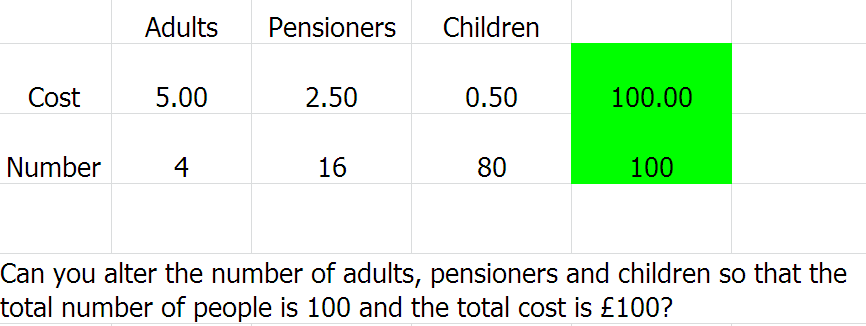 Adults Pensioners Children
Cost 5.00 2.50 0.50 100.00
Number 4 16 80 100
Can you alter the number of adults, pensioners and children so that the
total number of people is 100 and the total cost is £100?